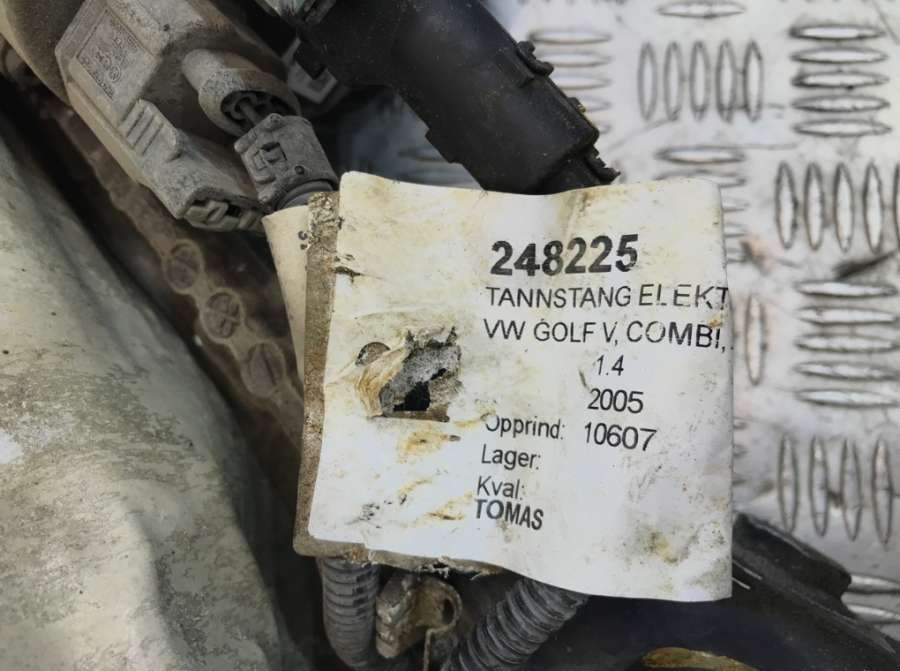 248225
TANNSTANG ELEKT
VW GOLF V, COMBI,
1.4
2005
Opprind: 10607
Lager:
Kval:
TOMAS